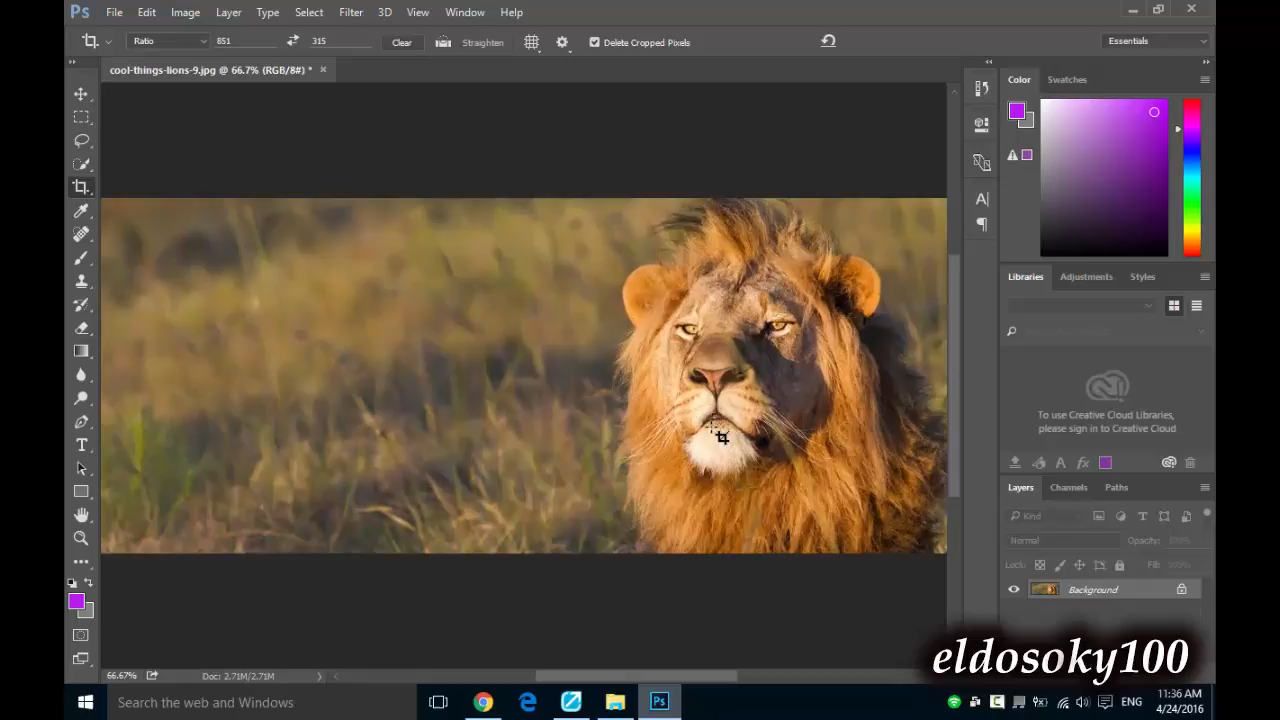 Ps File Edit Image Layer Type Select Filter 3D View Window Help
Ratio 851 315 Clear Straighten Delete Cropped Pixels Essentials
cool-things-lions-9.jpg @ 66.7% (RGB/8#) * ×
Color Swatches
Libraries Adjustments Styles
To use Creative Cloud Libraries,
please sign in to Creative Cloud
Layers Channels Paths
Kind
Normal Opacity: 100%
Lock: Fill: 100%
Background
eldosoky100
66.67% Doc: 2.71M/2.71M
Search the web and Windows Ps ENG 11:36 AM
4/24/2016